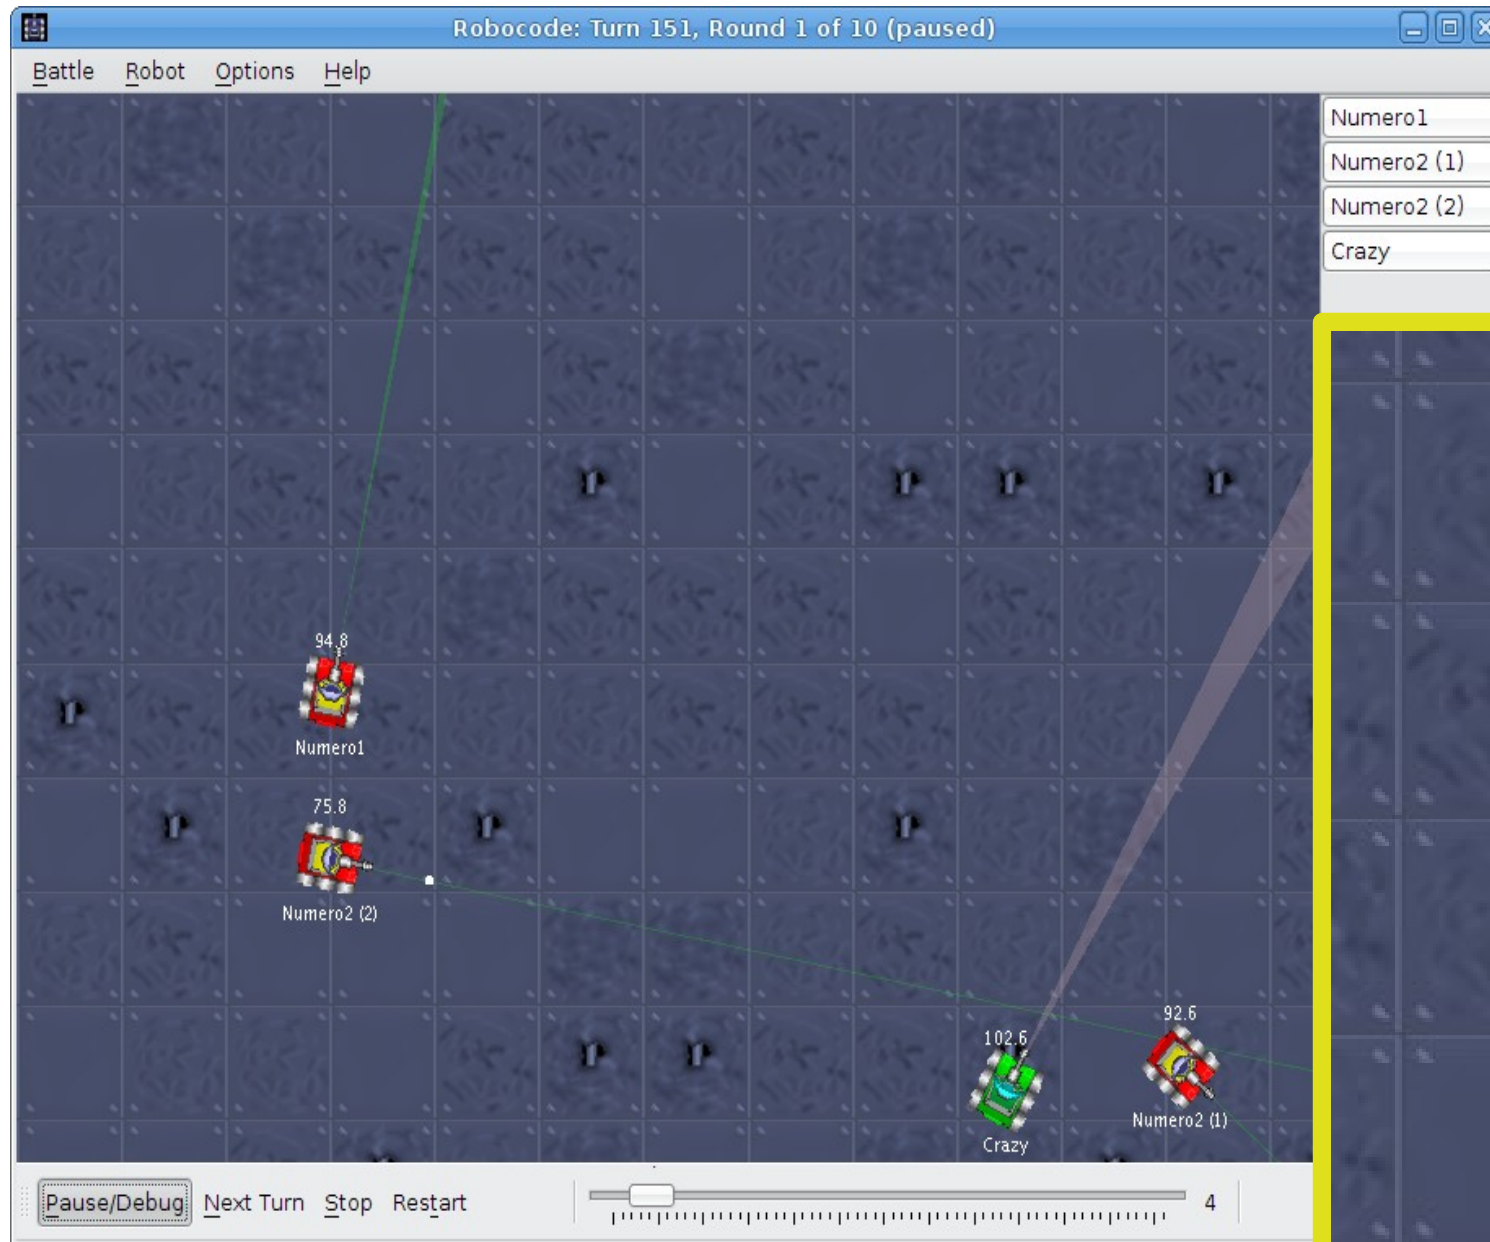 Robocode: Turn 151, Round 1 of 10 (paused)
Battle Robot Options Help
Numero1
Numero2 (1)
Numero2 (2)
Crazy
94.8
Numero1
75.8
Numero2 (2)
102.6
Crazy
92.6
Numero2 (1)
Pause/Debug Next Turn Stop Restart 4